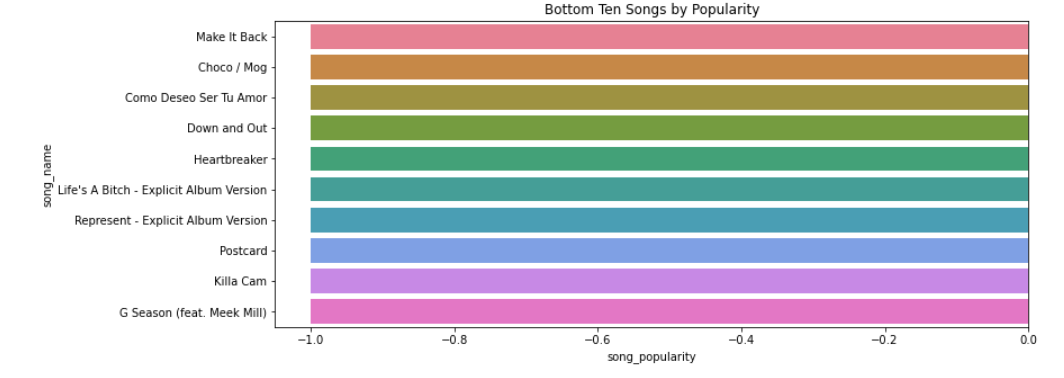 Bottom Ten Songs by Popularity
song_name
Make It Back
Choco / Mog
Como Deseo Ser Tu Amor
Down and Out
Heartbreaker
Life's A Bitch - Explicit Album Version
Represent - Explicit Album Version
Postcard
Killa Cam
G Season (feat. Meek Mill)
−1.0 −0.8 −0.6 −0.4 −0.2 0.0
song_popularity